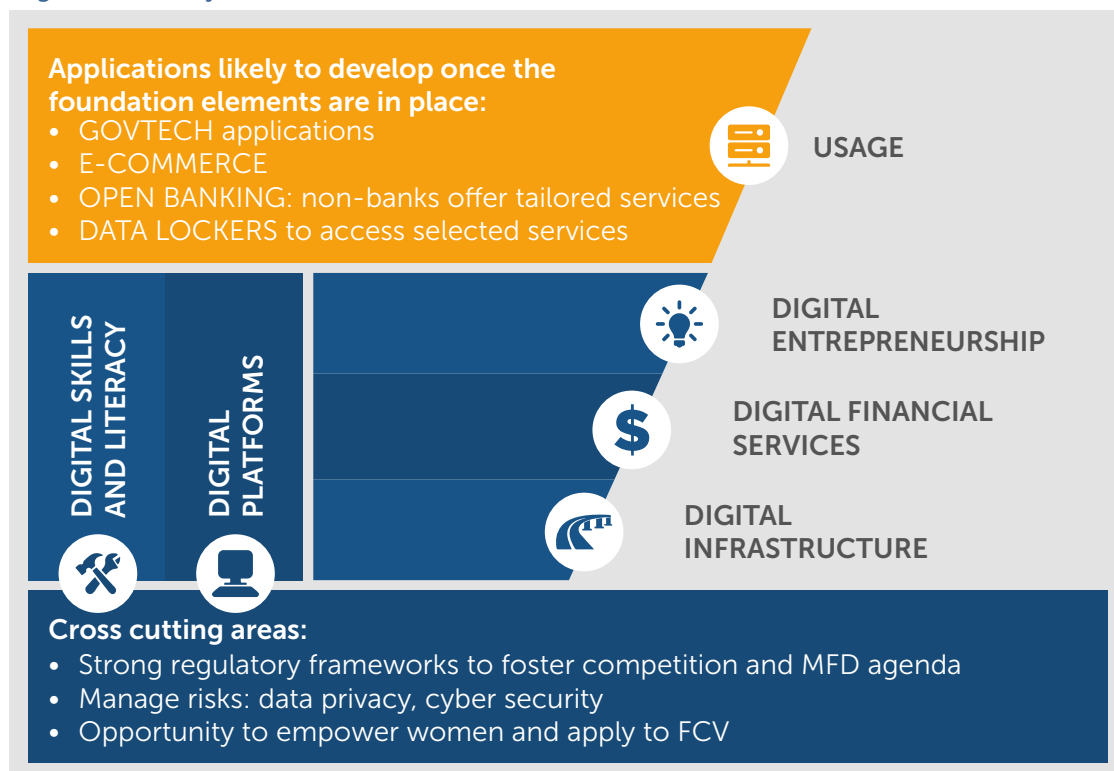 Applications likely to develop once the
foundation elements are in place:
• GOVTECH applications
• E-COMMERCE
• OPEN BANKING: non-banks offer tailored services
• DATA LOCKERS to access selected services
USAGE
DIGITAL SKILLS
AND LITERACY
DIGITAL
PLATFORMS
DIGITAL
ENTREPRENEURSHIP
$
DIGITAL FINANCIAL
SERVICES
DIGITAL
INFRASTRUCTURE
Cross cutting areas:
• Strong regulatory frameworks to foster competition and MFD agenda
• Manage risks: data privacy, cyber security
• Opportunity to empower women and apply to FCV